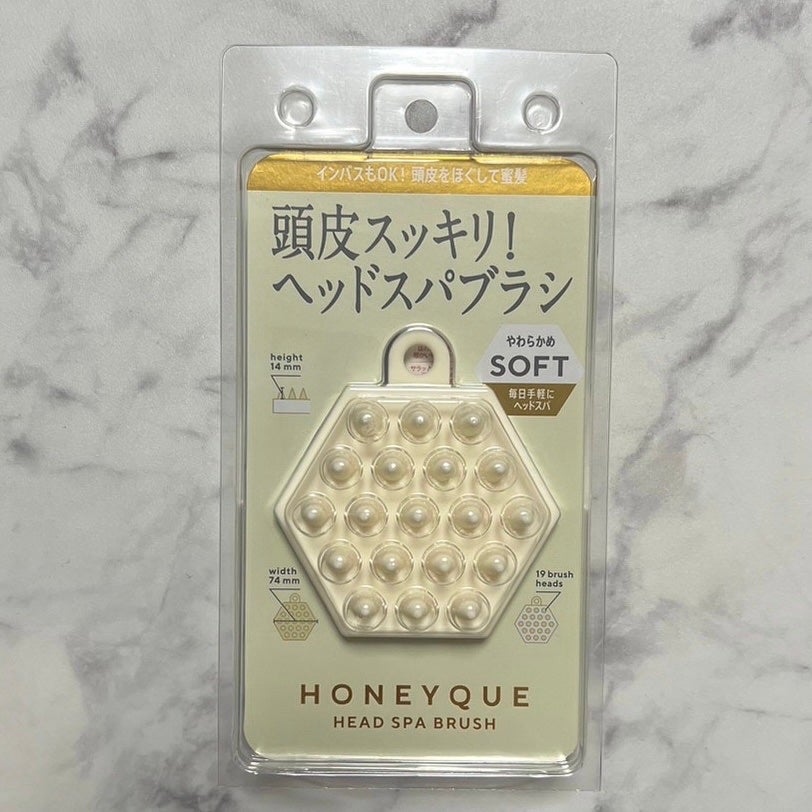 インバスもOK！頭皮をほぐして蜜髪
頭皮スッキリ！
ヘッドスパブラシ
height
14 mm
やわらかめ
SOFT
毎日手軽に
ヘッドスパ
width
74 mm
19 brush
heads
HONEYQUE
HEAD SPA BRUSH